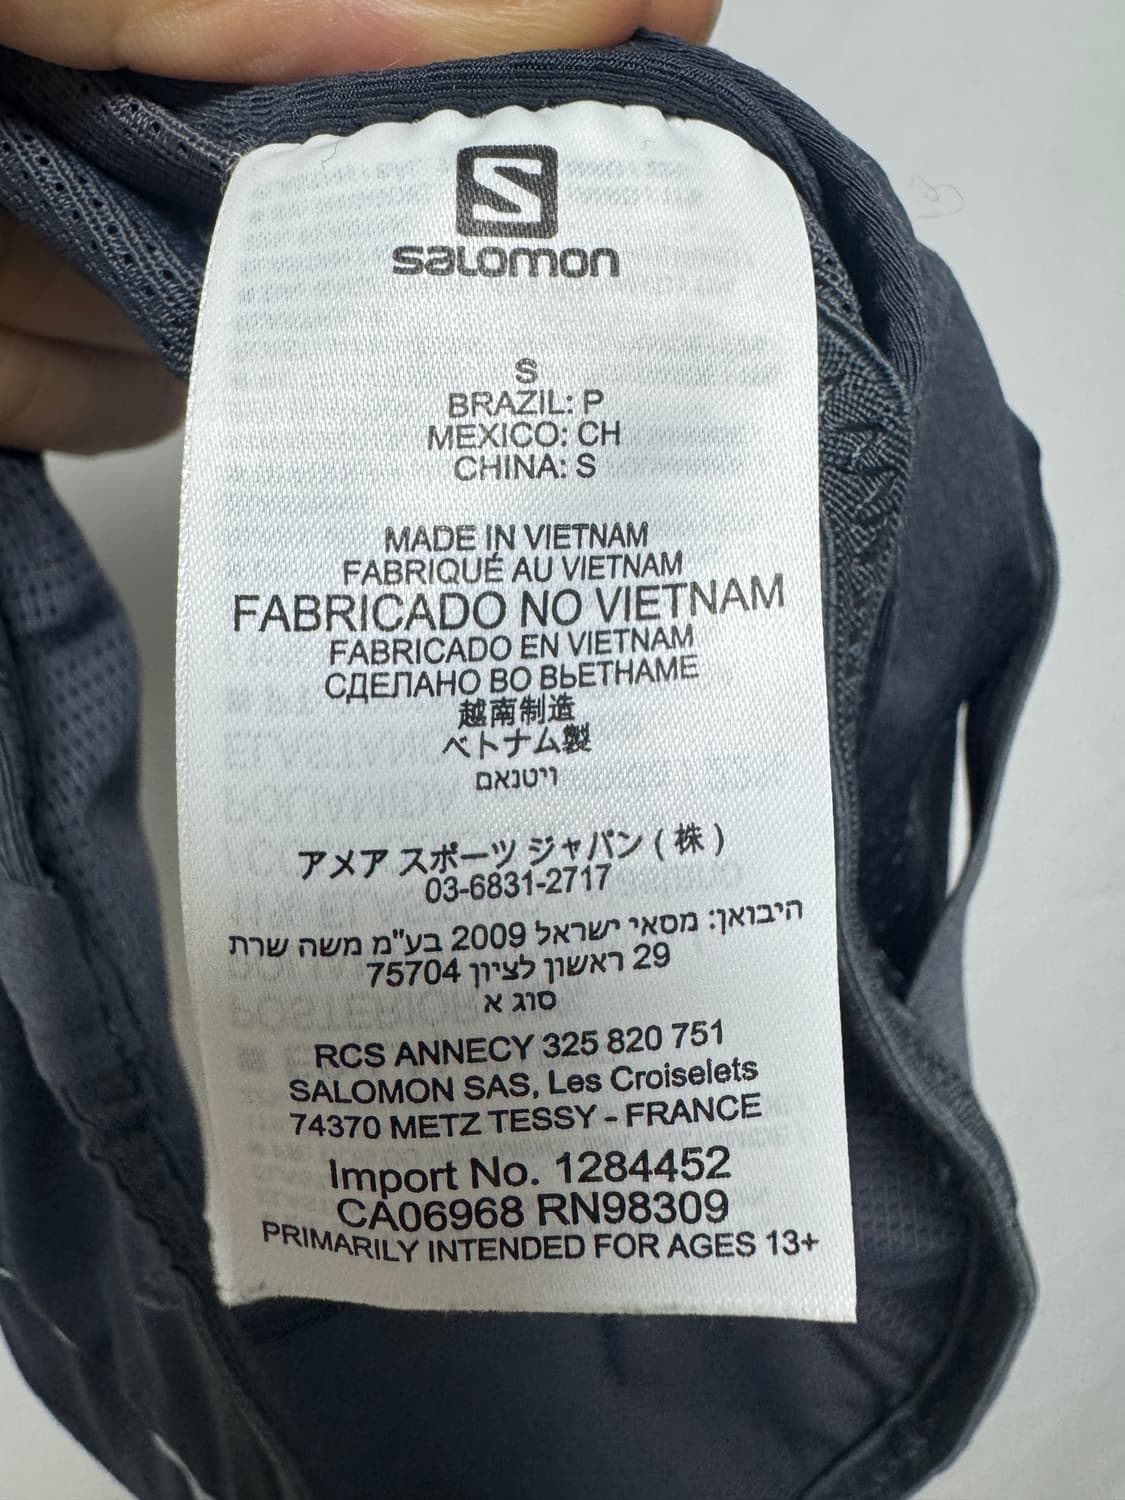 S
salomon
S
BRAZIL: P
MEXICO: CH
CHINA: S
MADE IN VIETNAM
FABRIQUÉ AU VIETNAM
FABRICADO NO VIETNAM
FABRICADO EN VIETNAM
СДЕЛАНО ВО ВЬЕТНАМЕ
越南制造
ベトナム製
ויטנאם
アメア スポーツ ジャパン ( 株 )
03-6831-2717
היבואן: מסאי ישראל 2009 בע"מ משה שרת
29 ראשון לציון 75704
סוג א
RCS ANNECY 325 820 751
SALOMON SAS, Les Croiselets
74370 METZ TESSY - FRANCE
Import No. 1284452
CA06968 RN98309
PRIMARILY INTENDED FOR AGES 13+